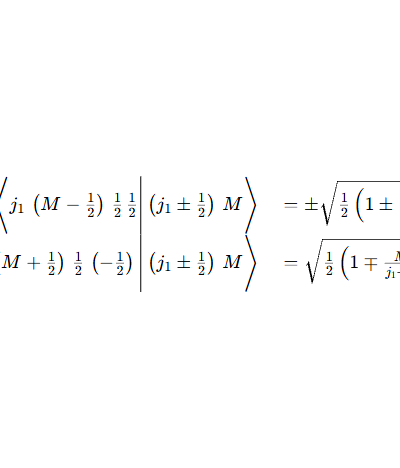 ⟨j₁ (M − 1/2) 1/2 1/2 | (j₁ ± 1/2) M⟩ = ±√(1/2 (1 ±
M + 1/2) 1/2 (−1/2) | (j₁ ± 1/2) M⟩ = √(1/2 (1 ∓